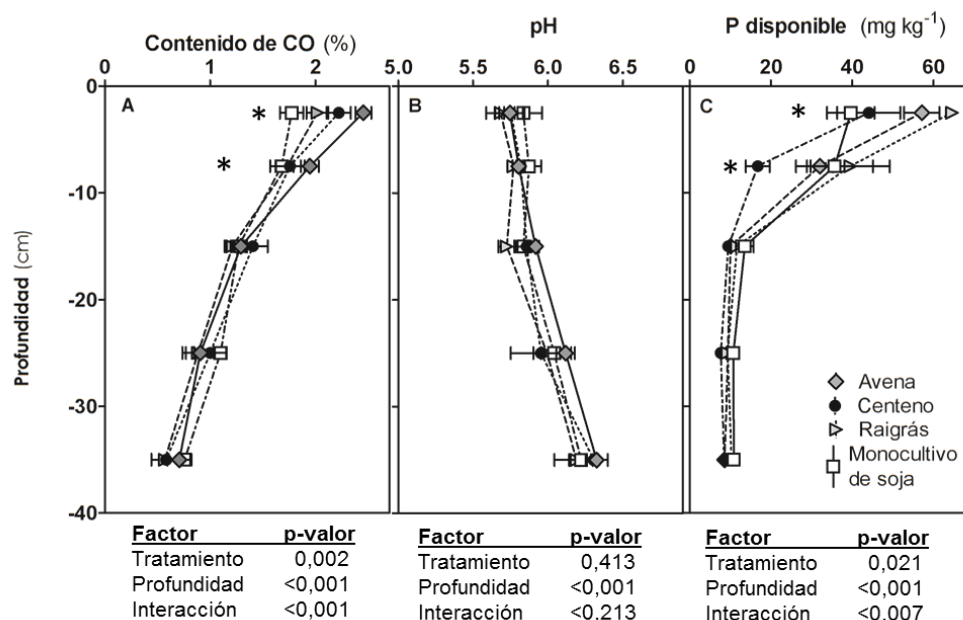 Contenido de CO (%)
pH
P disponible (mg kg-1)
0 1 2 5.0 5.5 6.0 6.5 0 20 40 60
0
-10
-20
-30
-40
Profundidad (cm)
A
*
*
B
C
*
*
Avena
Centeno
Raigrás
Monocultivo
de soja
Factor p-valor
Tratamiento 0,002
Profundidad <0,001
Interacción <0,001
Factor p-valor
Tratamiento 0,413
Profundidad <0,001
Interacción <0.213
Factor p-valor
Tratamiento 0,021
Profundidad <0,001
Interacción <0,007